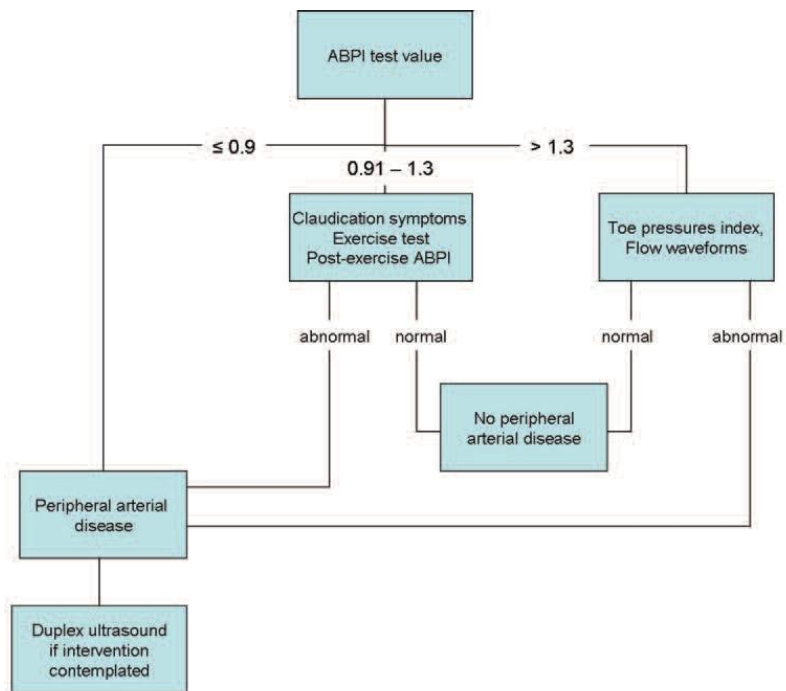 ABPI test value
≤ 0.9
> 1.3
0.91 – 1.3
Claudication symptoms
Exercise test
Post-exercise ABPI
Toe pressures index,
Flow waveforms
abnormal
normal
normal
abnormal
No peripheral
arterial disease
Peripheral arterial
disease
Duplex ultrasound
if intervention
contemplated